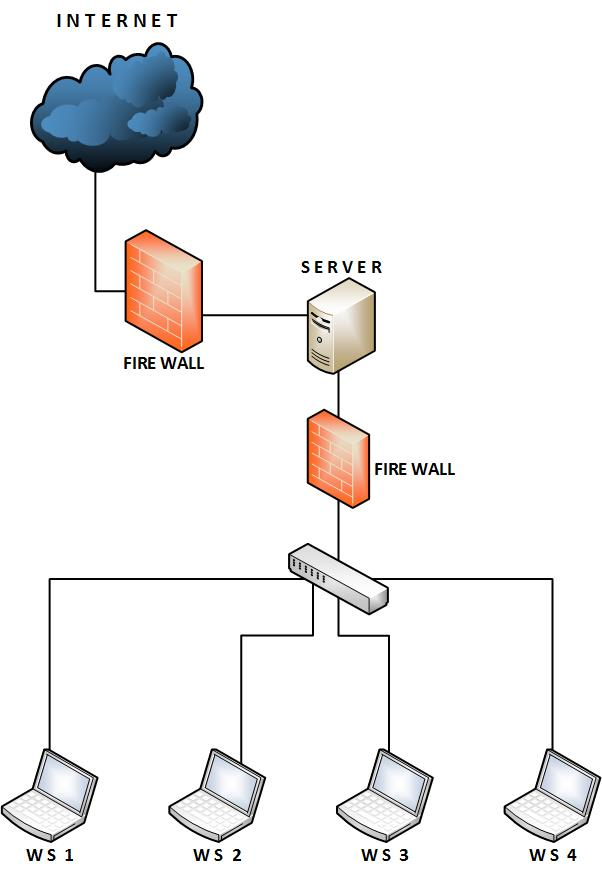 INTERNET
SERVER
FIRE WALL
FIRE WALL
WS 1
WS 2
WS 3
WS 4